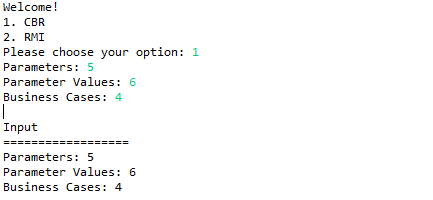 Welcome!
1. CBR
2. RMI
Please choose your option: 1
Parameters: 5
Parameter Values: 6
Business Cases: 4
Input
==================
Parameters: 5
Parameter Values: 6
Business Cases: 4